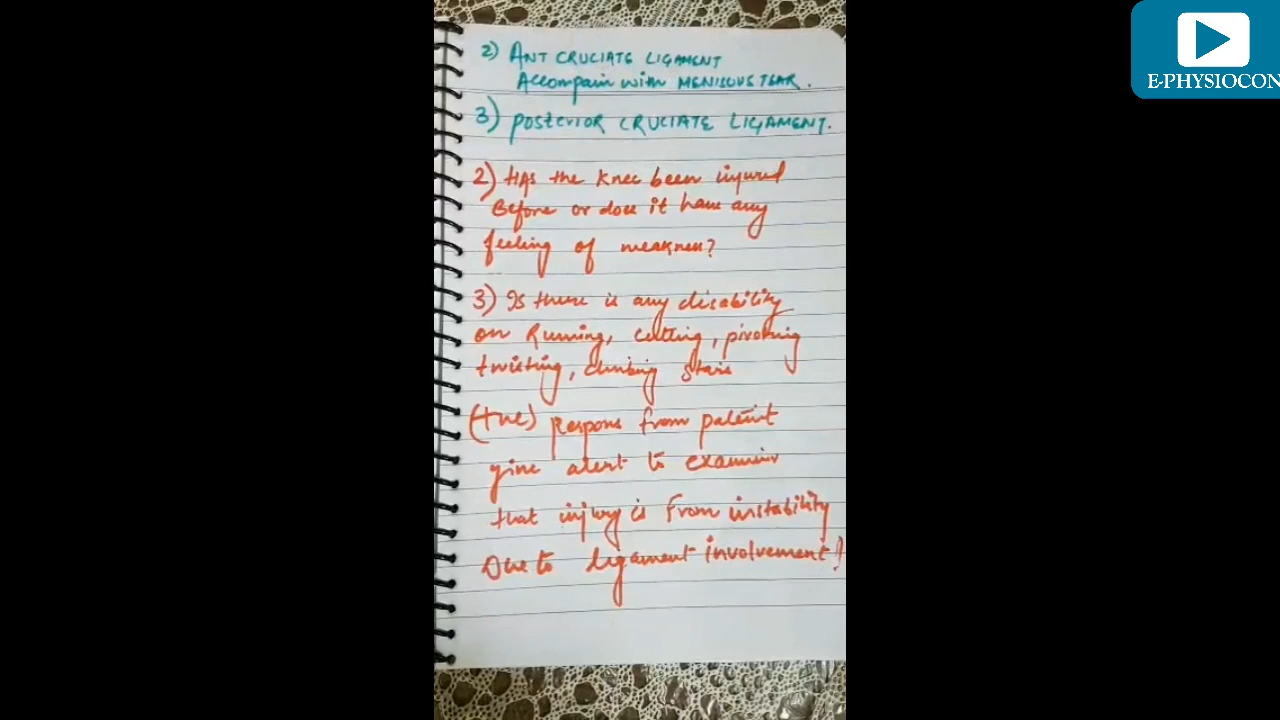 2) ANT CRUCIATE LIGAMENT
Accompain with MENISCUS TEAR.
3) POSTERIOR CRUCIATE LIGAMENT.
2) HAs the Knee been injured
Before or does it have any
feeling of weakness?
3) Is there is any disability
on Running, cutting, pivoting
twisting, climbing stairs
(+ve) Respons from patient
give alert to examiner
that injury is From instability
Due to ligament involvement!
E-PHYSIOCON